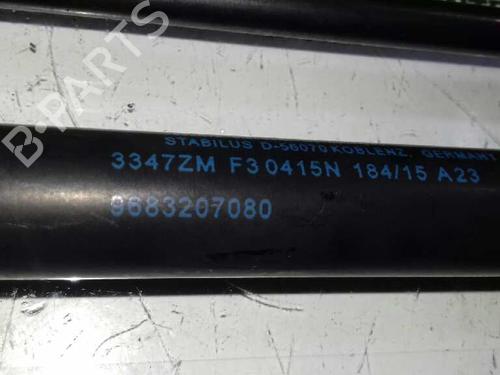 B-PARTS
STABILUS D-56070 KOBLENZ, GERMANY
3347ZM F3 0415N 184/15 A23
9683207080